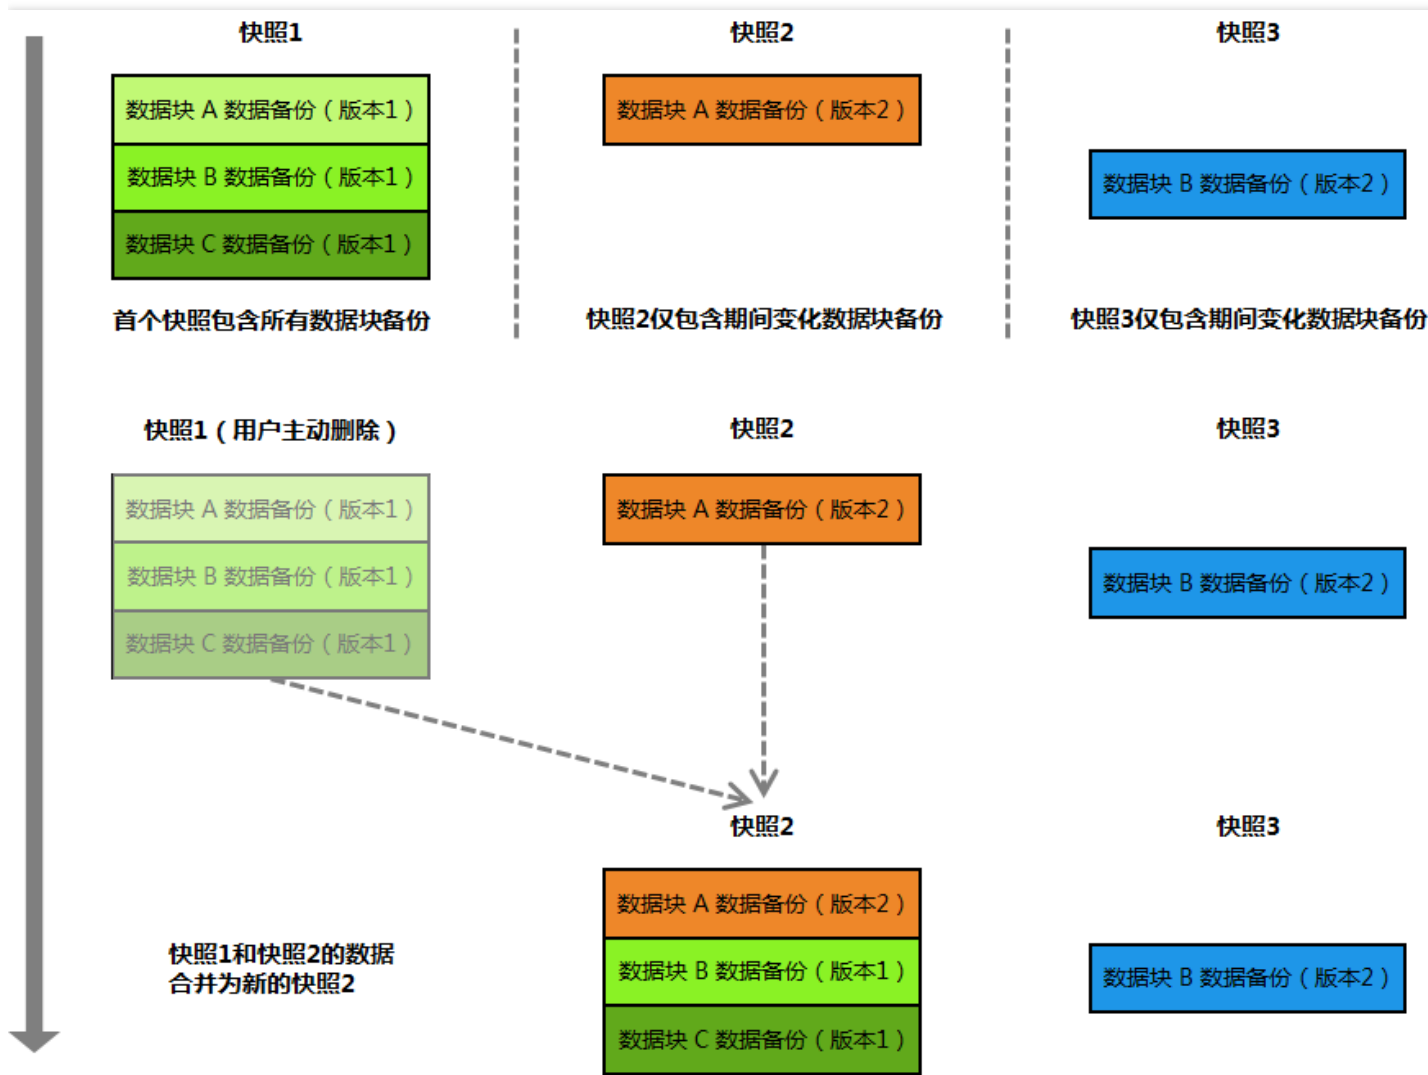 快照1
快照2
快照3
数据块 A 数据备份（版本1）
数据块 A 数据备份（版本2）
数据块 B 数据备份（版本1）
数据块 B 数据备份（版本2）
数据块 C 数据备份（版本1）
首个快照包含所有数据块备份
快照2仅包含期间变化数据块备份
快照3仅包含期间变化数据块备份
快照1（用户主动删除）
快照2
快照3
数据块 A 数据备份（版本1）
数据块 A 数据备份（版本2）
数据块 B 数据备份（版本1）
数据块 B 数据备份（版本2）
数据块 C 数据备份（版本1）
快照2
快照3
数据块 A 数据备份（版本2）
快照1和快照2的数据
合并为新的快照2
数据块 B 数据备份（版本1）
数据块 B 数据备份（版本2）
数据块 C 数据备份（版本1）